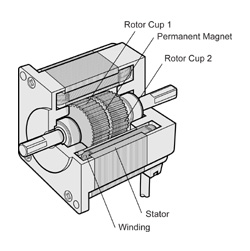 Rotor Cup 1
Permanent Magnet
Rotor Cup 2
Stator
Winding